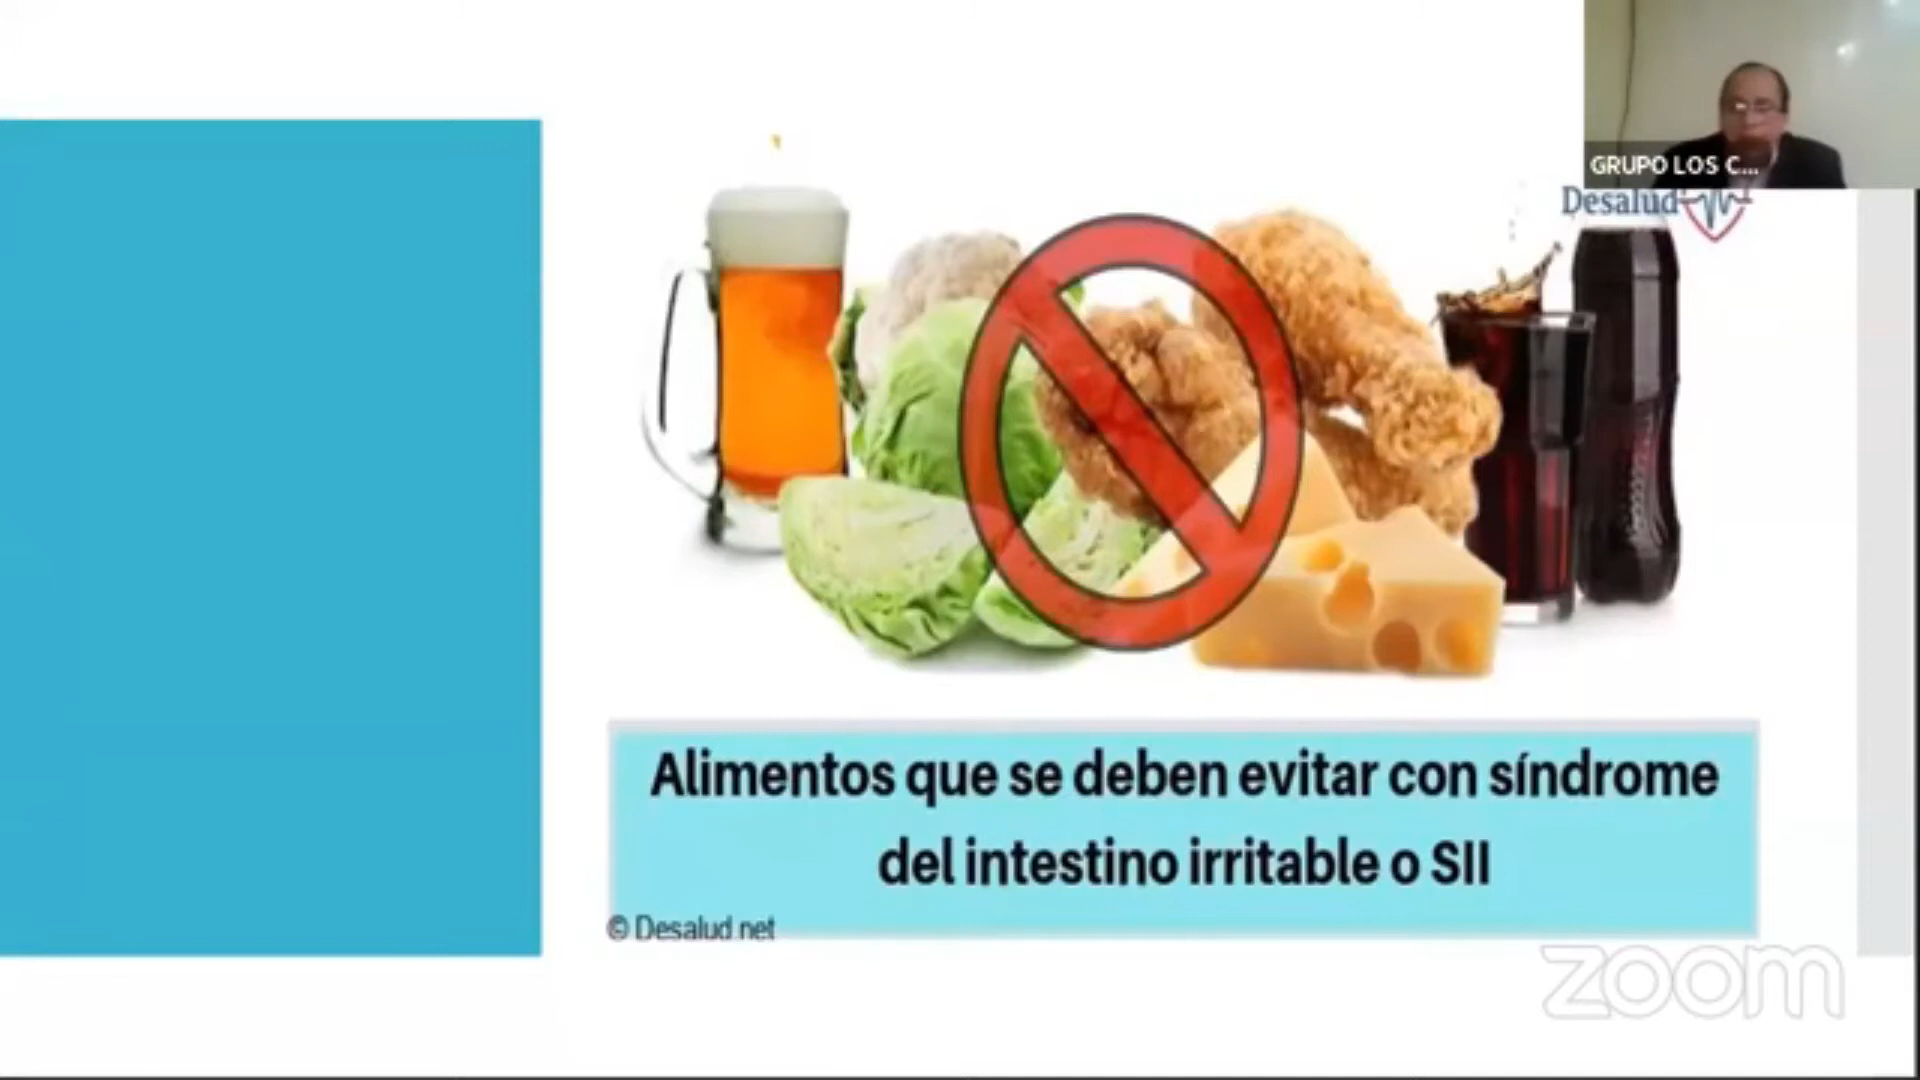 GRUPO LOS C...
Desalud
Alimentos que se deben evitar con síndrome
del intestino irritable o SII
© Desalud.net
zoom